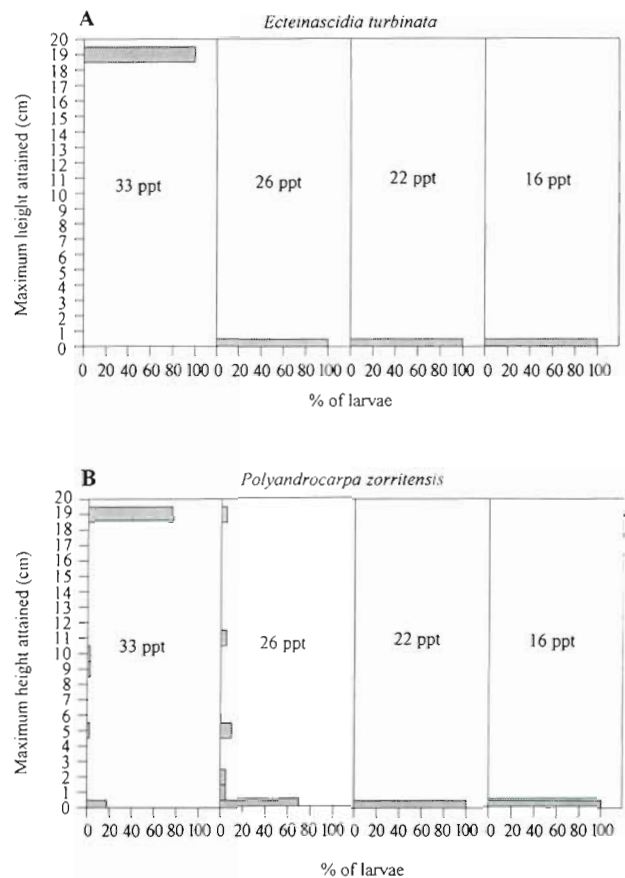 A
Ecteinascidia turbinata
Maximum height attained (cm)
20
19
18
17
16
15
14
13
12
11
10
9
8
7
6
5
4
3
2
1
0
33 ppt
26 ppt
22 ppt
16 ppt
0 20 40 60 80 100
0 20 40 60 80 100
0 20 40 60 80 100
0 20 40 60 80 100
% of larvae
B
Polyandrocarpa zorritensis
Maximum height attained (cm)
20
19
18
17
16
15
14
13
12
11
10
9
8
7
6
5
4
3
2
1
0
33 ppt
26 ppt
22 ppt
16 ppt
0 20 40 60 80 100
0 20 40 60 80 100
0 20 40 60 80 100
0 20 40 60 80 100
% of larvae